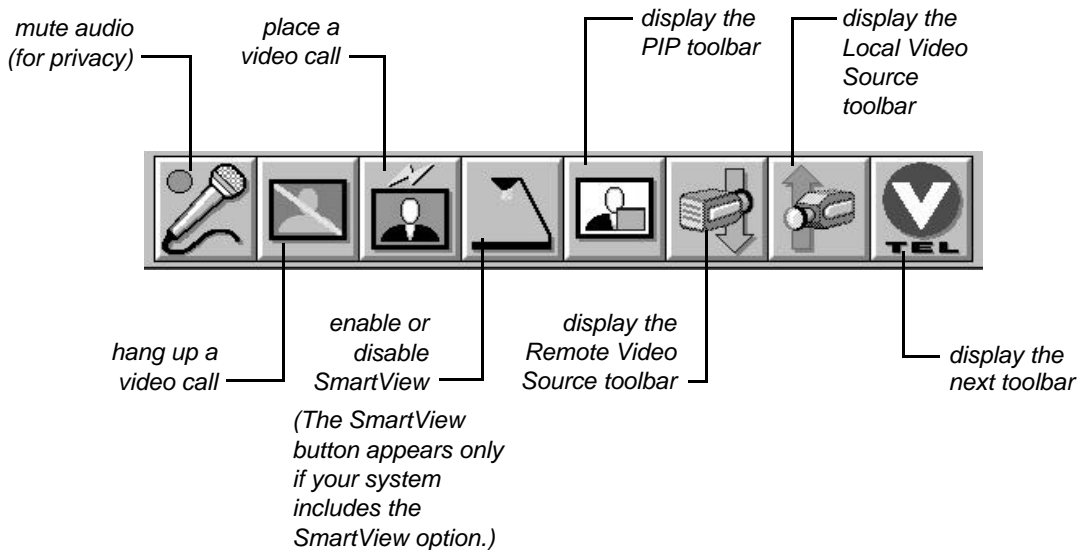 mute audio
(for privacy)
place a
video call
display the
PIP toolbar
display the
Local Video
Source
toolbar
V
TEL
hang up a
video call
enable or
disable
SmartView
(The SmartView
button appears only
if your system
includes the
SmartView option.)
display the
Remote Video
Source toolbar
display the
next toolbar